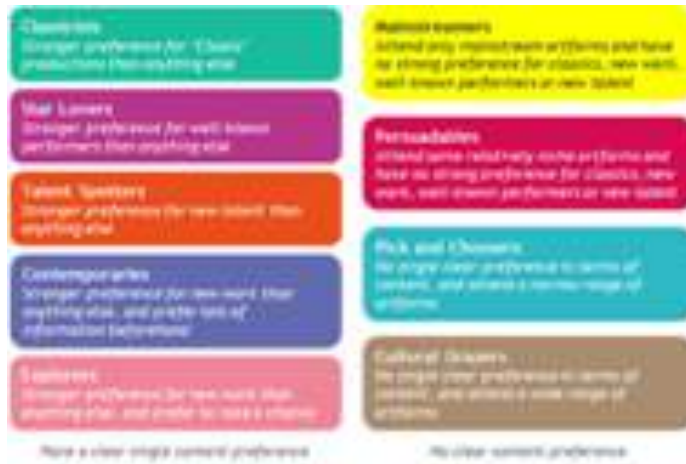 Classicists
Stronger preference for 'Classic'
productions than anything else
Star Lovers
Stronger preference for well known
performers than anything else
Talent Spotters
Stronger preference for new talent than
anything else
Contemporaries
Stronger preference for new work than
anything else, and prefer lots of
information beforehand
Explorers
Stronger preference for new work than
anything else, and prefer to take a chance
Have a clear single content preference
Mainstreamers
Attend only mainstream artforms and have
no strong preference for classics, new work,
well known performers or new talent
Persuadables
Attend some relatively niche artforms and
have no strong preference for classics, new
work, well known performers or new talent
Pick and Choosers
No single clear preference in terms of
content, and attend a narrow range of
artforms
Cultural Grazers
No single clear preference in terms of
content, and attend a wide range of
artforms
No clear content preference